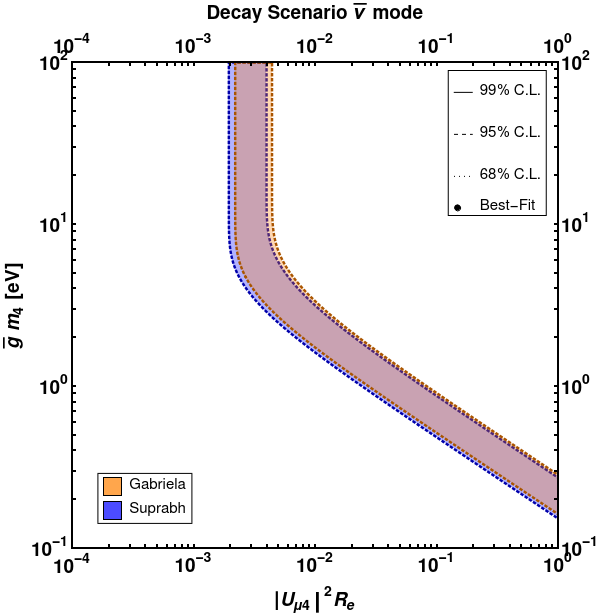 Decay Scenario ν̅ mode
10⁻⁴ 10⁻³ 10⁻² 10⁻¹ 10⁰
10² 10²
99% C.L.
95% C.L.
68% C.L.
Best-Fit
10¹ 10¹
g̅ m₄ [eV]
10⁰ 10⁰
Gabriela
Suprabh
10⁻¹ 10⁻¹
10⁻⁴ 10⁻³ 10⁻² 10⁻¹ 10⁰
|U_μ4|² R_e